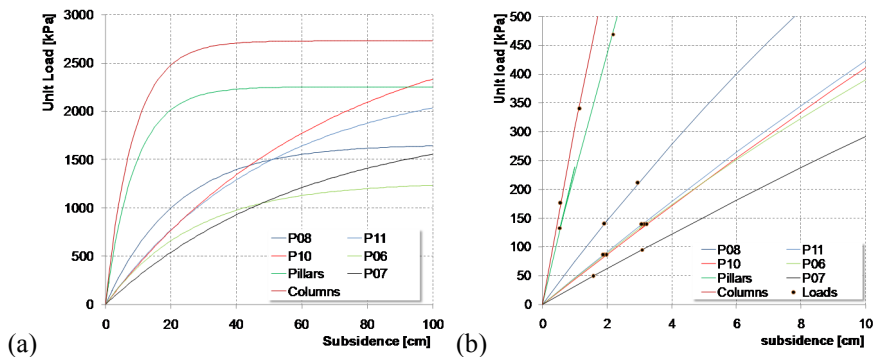 Unit Load [kPa]
3000
2500
2000
1500
1000
500
0
P08 P11
P10 P06
Pillars P07
Columns
0 20 40 60 80 100
Subsidence [cm]
(a)
Unit load [kPa]
500
450
400
350
300
250
200
150
100
50
0
P08 P11
P10 P06
Pillars P07
Columns Loads
0 2 4 6 8 10
subsidence [cm]
(b)